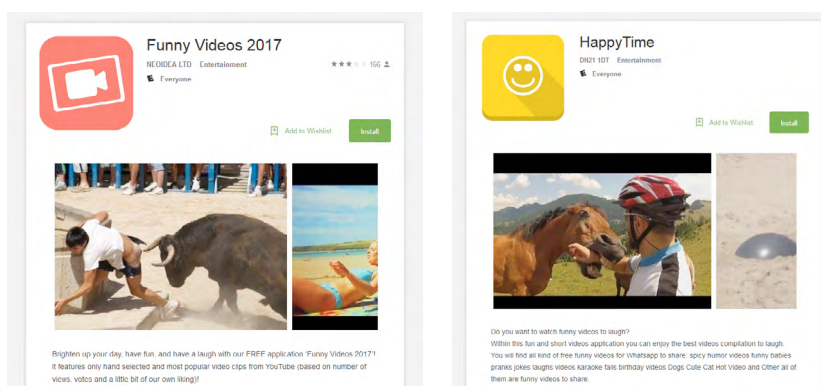 Funny Videos 2017
NEOIDEA LTD Entertainment
166
Everyone
Add to Wishlist
Install
Brighten up your day, have fun, and have a laugh with our FREE application 'Funny Videos 2017'!
It features only hand selected and most popular video clips from YouTube (based on number of
views, votes and a little bit of our own liking)!
HappyTime
DN21 1DT Entertainment
Everyone
Add to Wishlist
Install
Do you want to watch funny videos to laugh?
Within this fun and short videos application you can enjoy the best videos compilation to laugh.
You will find all kind of free funny videos for Whatsapp to share: spicy humor videos funny babies
pranks jokes laughs videos karaoke fails birthday videos Dogs Cute Cat Hot Video and Other all of
them are funny videos to share.